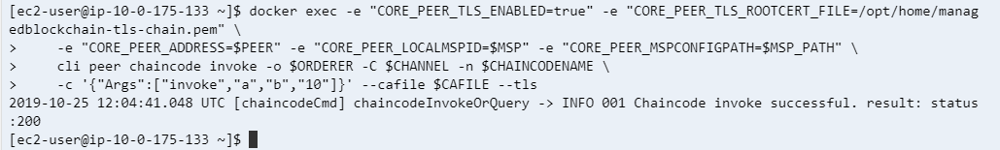 [ec2-user@ip-10-0-175-133 ~]$ docker exec -e "CORE_PEER_TLS_ENABLED=true" -e "CORE_PEER_TLS_ROOTCERT_FILE=/opt/home/manag
edblockchain-tls-chain.pem" \
>     -e "CORE_PEER_ADDRESS=$PEER" -e "CORE_PEER_LOCALMSPID=$MSP" -e "CORE_PEER_MSPCONFIGPATH=$MSP_PATH" \
>     cli peer chaincode invoke -o $ORDERER -C $CHANNEL -n $CHAINCODENAME \
>     -c '{"Args":["invoke","a","b","10"]}' --cafile $CAFILE --tls
2019-10-25 12:04:41.048 UTC [chaincodeCmd] chaincodeInvokeOrQuery -> INFO 001 Chaincode invoke successful. result: status
:200
[ec2-user@ip-10-0-175-133 ~]$